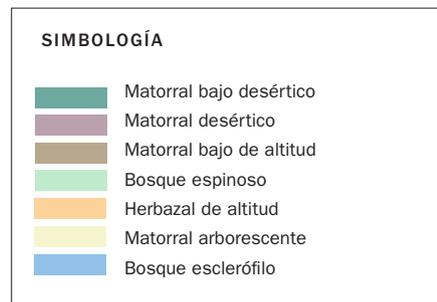 SIMBOLOGÍA
Matorral bajo desértico
Matorral desértico
Matorral bajo de altitud
Bosque espinoso
Herbazal de altitud
Matorral arborescente
Bosque esclerófilo